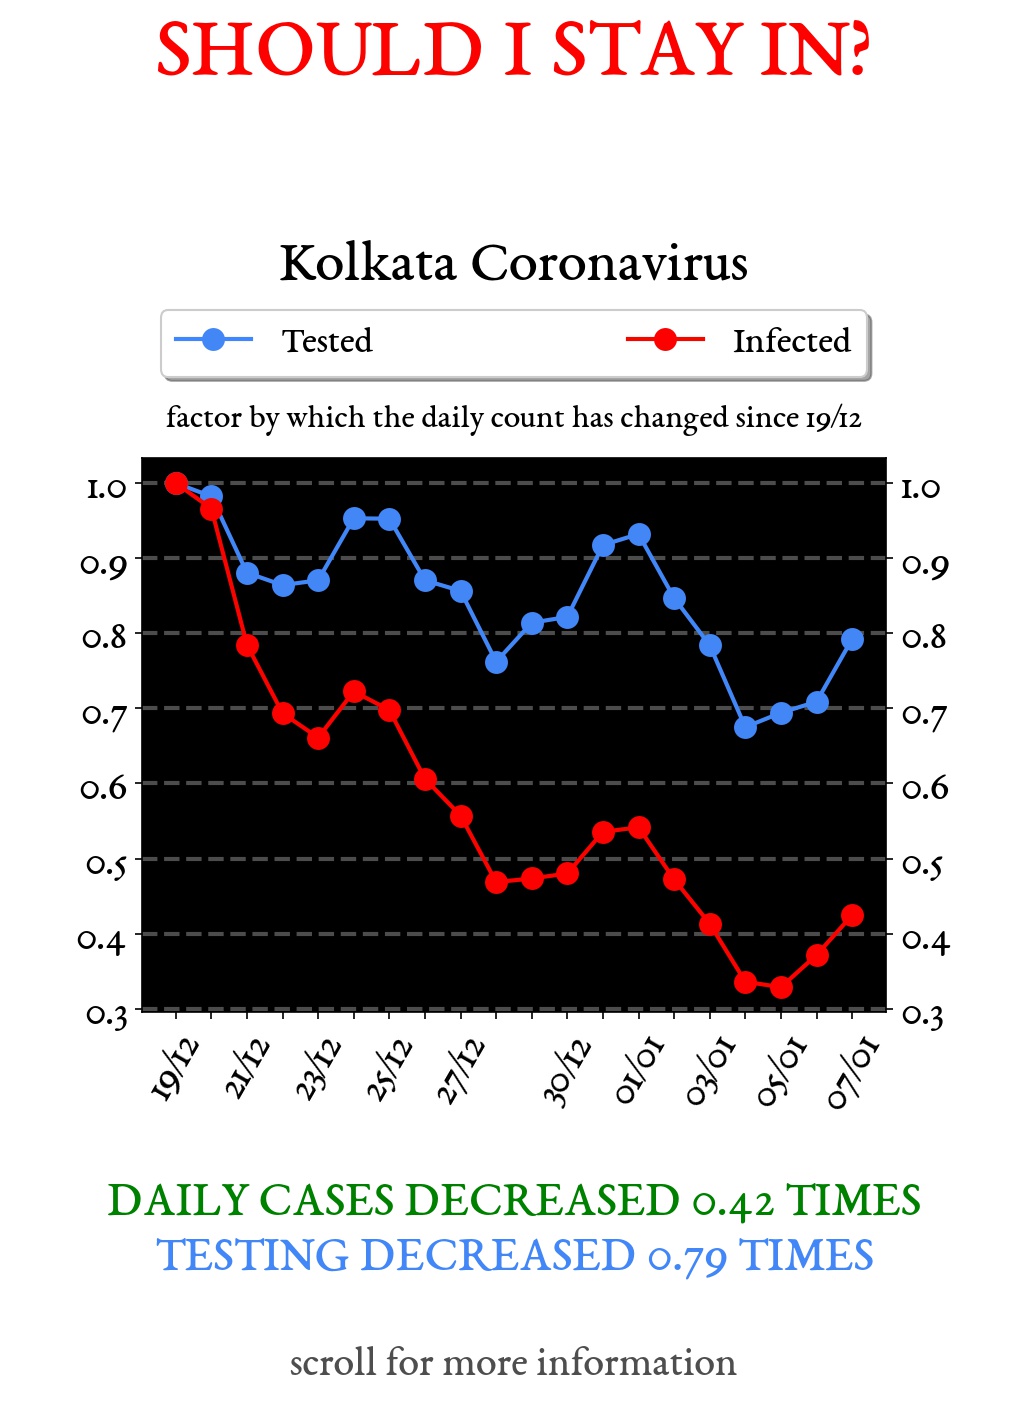 SHOULD I STAY IN?
Kolkata Coronavirus
Tested Infected
factor by which the daily count has changed since 19/12
1.0 1.0
0.9 0.9
0.8 0.8
0.7 0.7
0.6 0.6
0.5 0.5
0.4 0.4
0.3 0.3
19/12 21/12 23/12 25/12 27/12 30/12 01/01 03/01 05/01 07/01
DAILY CASES DECREASED 0.42 TIMES
TESTING DECREASED 0.79 TIMES
scroll for more information